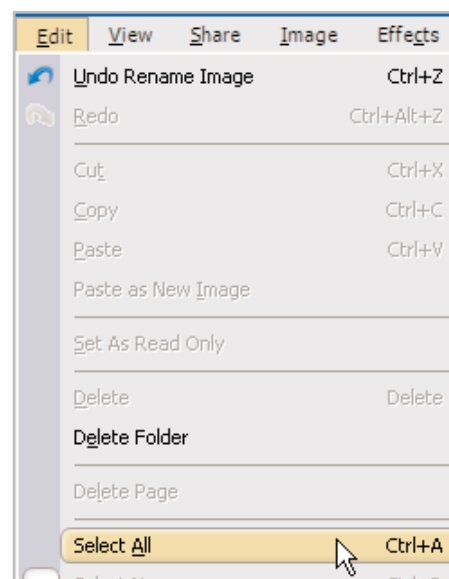 Edit View Share Image Effects
Undo Rename Image Ctrl+Z
Redo Ctrl+Alt+Z
Cut Ctrl+X
Copy Ctrl+C
Paste Ctrl+V
Paste as New Image
Set As Read Only
Delete Delete
Delete Folder
Delete Page
Select All Ctrl+A